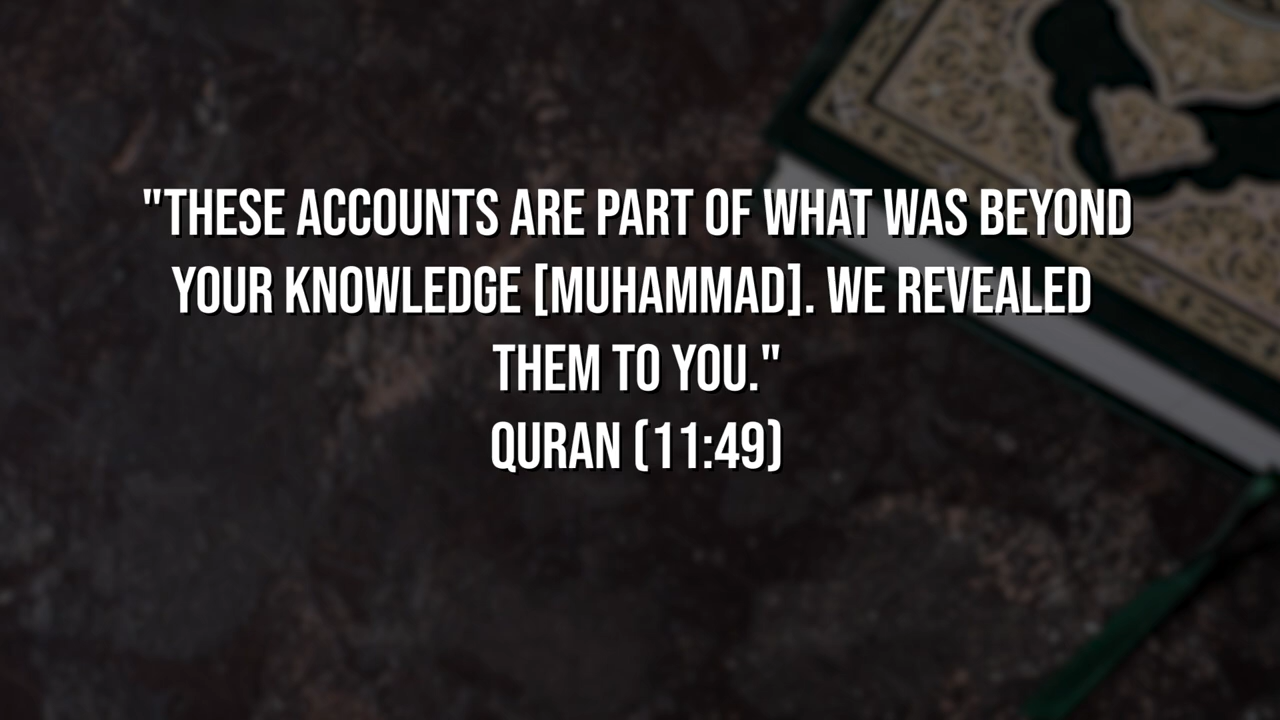 "THESE ACCOUNTS ARE PART OF WHAT WAS BEYOND
YOUR KNOWLEDGE [MUHAMMAD]. WE REVEALED
THEM TO YOU."
QURAN (11:49)